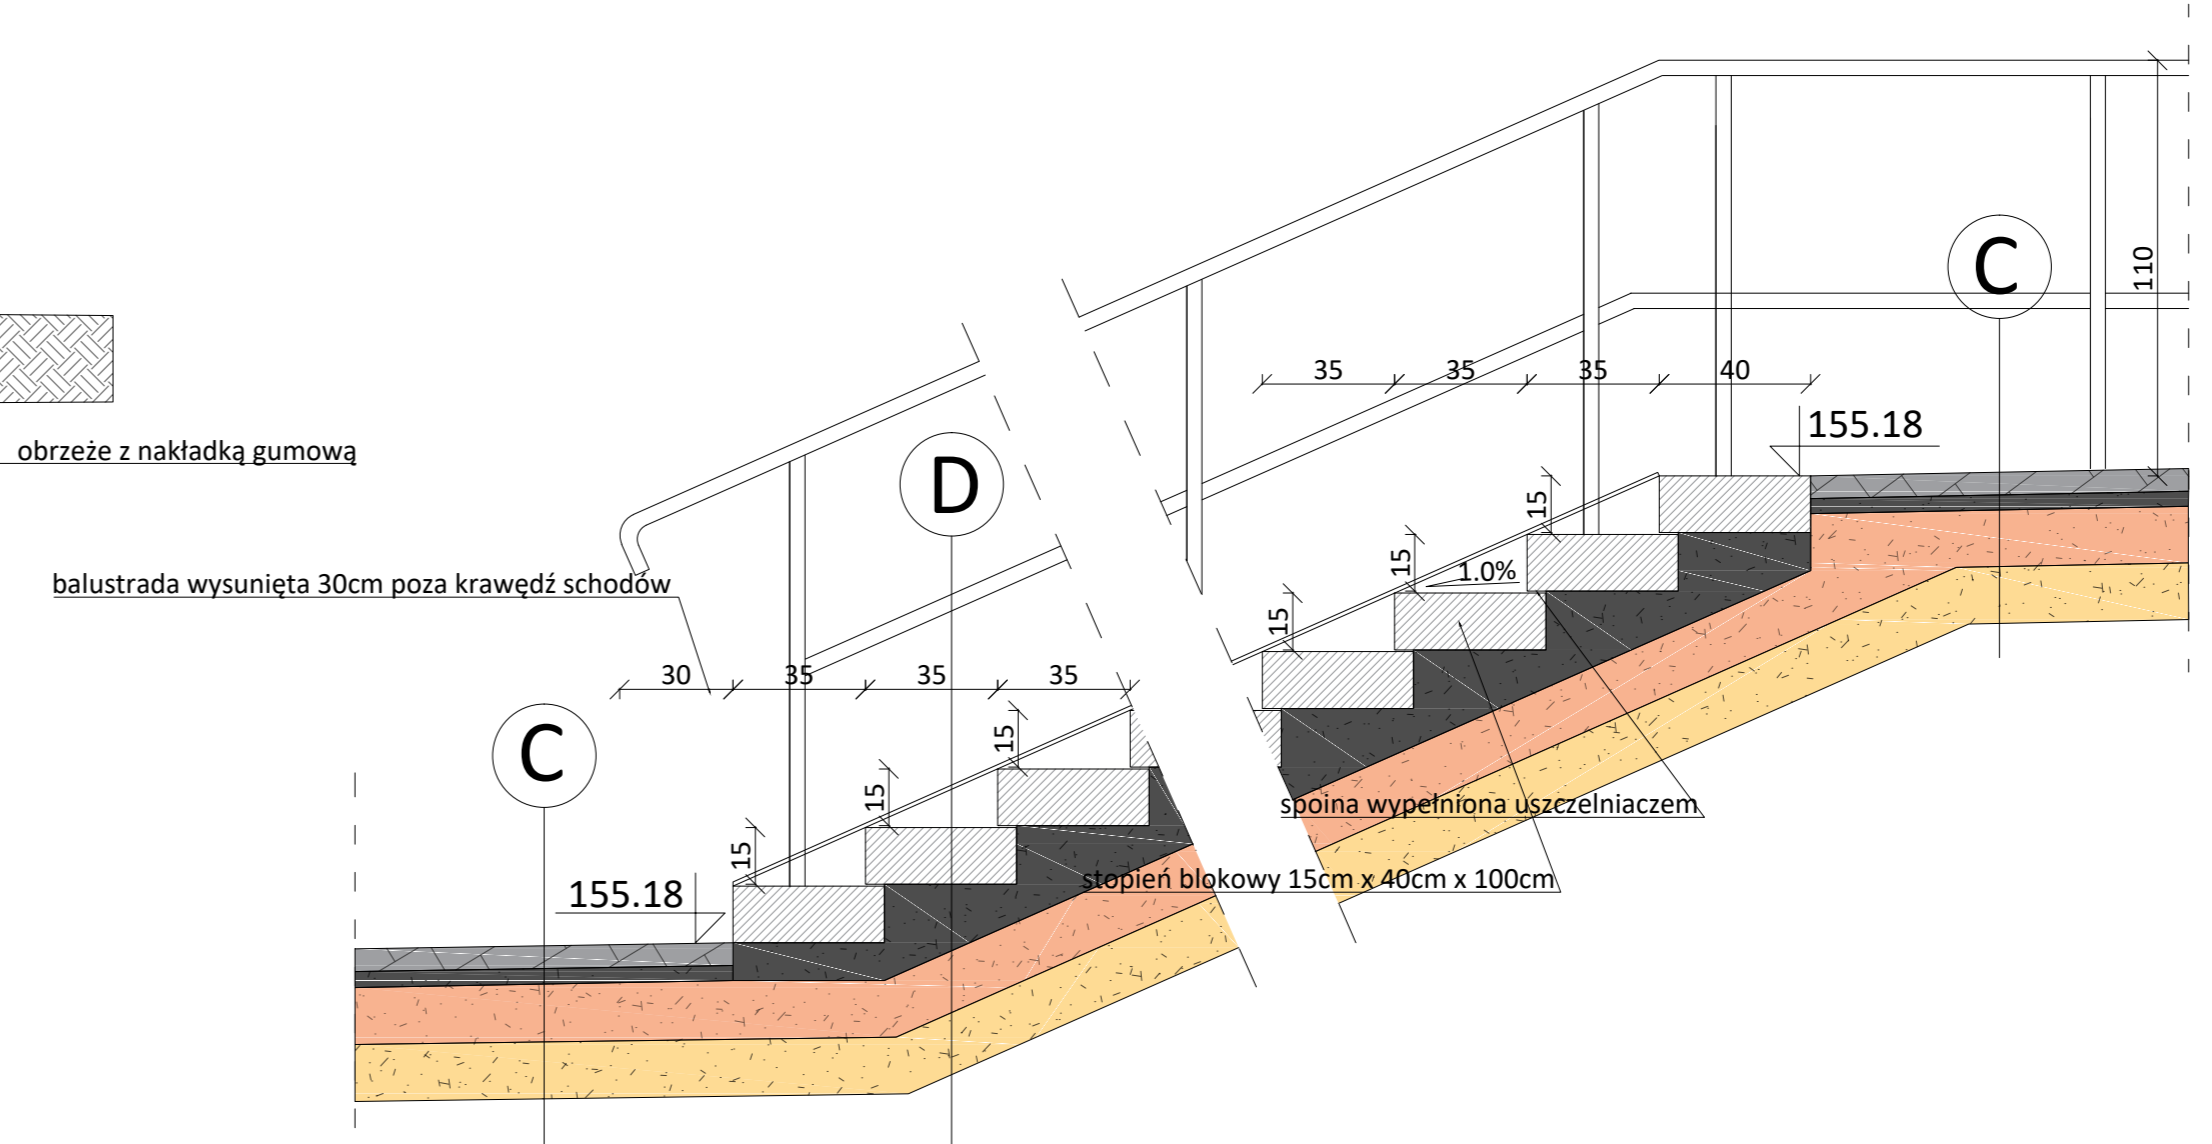 110
C
35 35 35 40
155.18
obrzeże z nakładką gumową
D
15
15
1.0%
15
balustrada wysunięta 30cm poza krawędź schodów
30 35 35 35
C
15
15
15
spoina wypełniona uszczelniaczem
stopień blokowy 15cm x 40cm x 100cm
155.18